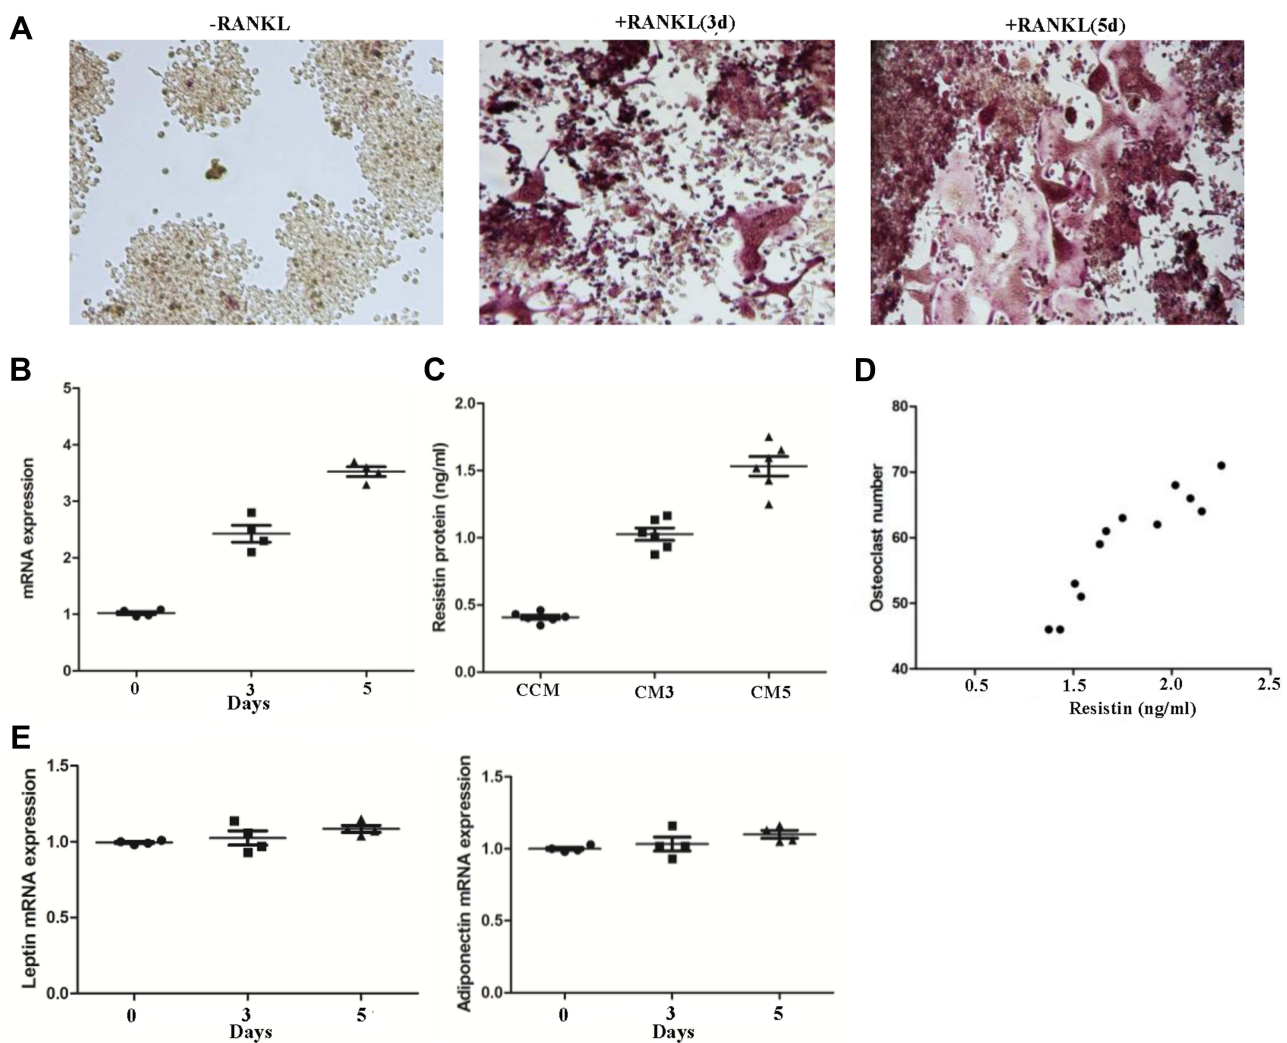 A
-RANKL
+RANKL(3d)
+RANKL(5d)
B
mRNA expression
5
4
3
2
1
0
0
3
5
Days
C
Resistin protein (ng/ml)
2.0
1.5
1.0
0.5
0.0
CCM
CM3
CM5
D
Osteoclast number
80
70
60
50
40
0.5
1.5
2.0
2.5
Resistin (ng/ml)
E
Leptin mRNA expression
1.5
1.0
0.5
0.0
0
3
5
Days
Adiponectin mRNA expression
1.5
1.0
0.5
0.0
0
3
5
Days